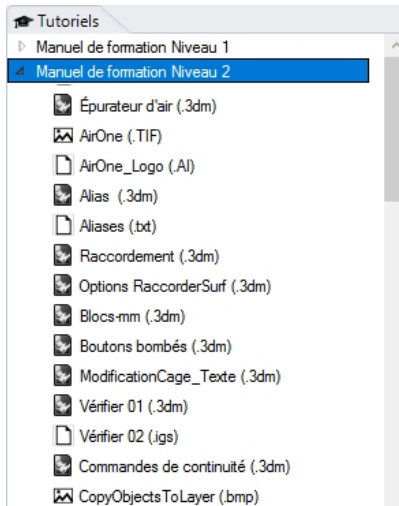 Tutoriels
Manuel de formation Niveau 1
Manuel de formation Niveau 2
Épurateur d'air (.3dm)
AirOne (.TIF)
AirOne_Logo (.AI)
Alias (.3dm)
Aliases (.txt)
Raccordement (.3dm)
Options RaccorderSurf (.3dm)
Blocs-mm (.3dm)
Boutons bombés (.3dm)
ModificationCage_Texte (.3dm)
Vérifier 01 (.3dm)
Vérifier 02 (.igs)
Commandes de continuité (.3dm)
CopyObjectsToLayer (.bmp)